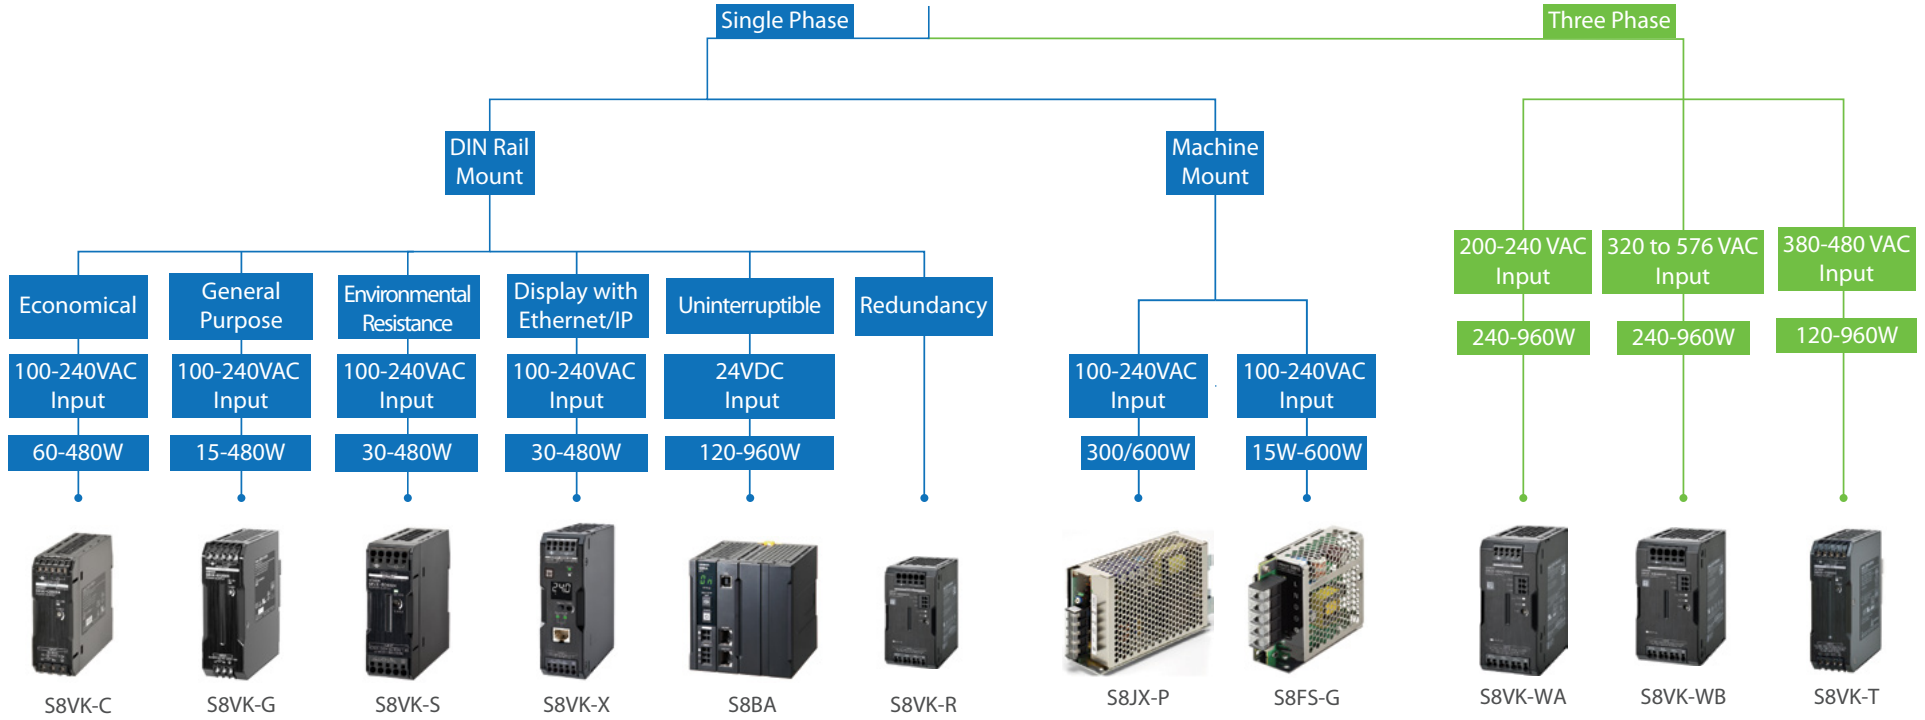 Single Phase
Three Phase
DIN Rail
Mount
Machine
Mount
200-240 VAC
Input
320 to 576 VAC
Input
380-480 VAC
Input
Economical
General
Purpose
Environmental
Resistance
Display with
Ethernet/IP
Uninterruptible
Redundancy
240-960W
240-960W
120-960W
100-240VAC
Input
100-240VAC
Input
100-240VAC
Input
100-240VAC
Input
24VDC
Input
100-240VAC
Input
100-240VAC
Input
60-480W
15-480W
30-480W
30-480W
120-960W
300/600W
15W-600W
S8VK-C
S8VK-G
S8VK-S
S8VK-X
S8BA
S8VK-R
S8JX-P
S8FS-G
S8VK-WA
S8VK-WB
S8VK-T